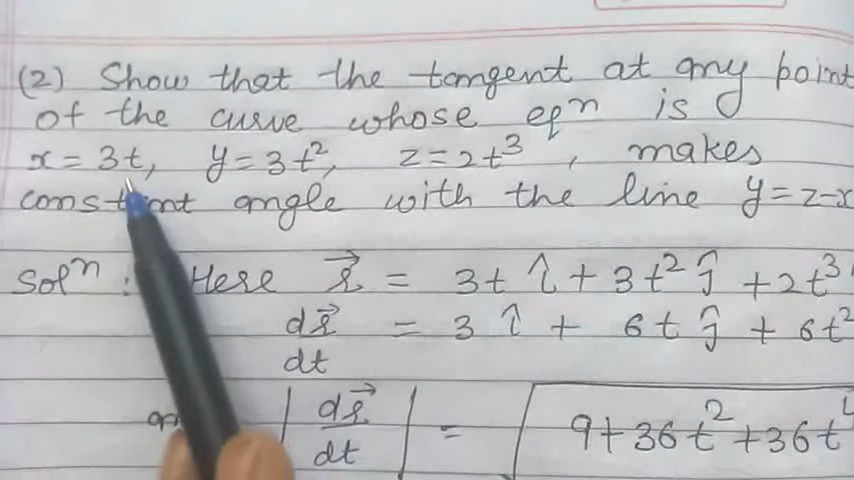 (2) Show that the tangent at any point
of the curve whose eqⁿ is
x = 3t, y = 3t², z = 2t³, makes
constant angle with the line y = z-x
Solⁿ : Here r⃗ = 3t î + 3t² ĵ + 2t³
dr⃗/dt = 3 î + 6t ĵ + 6t²
|dr⃗/dt| = √9+36t²+36t⁴